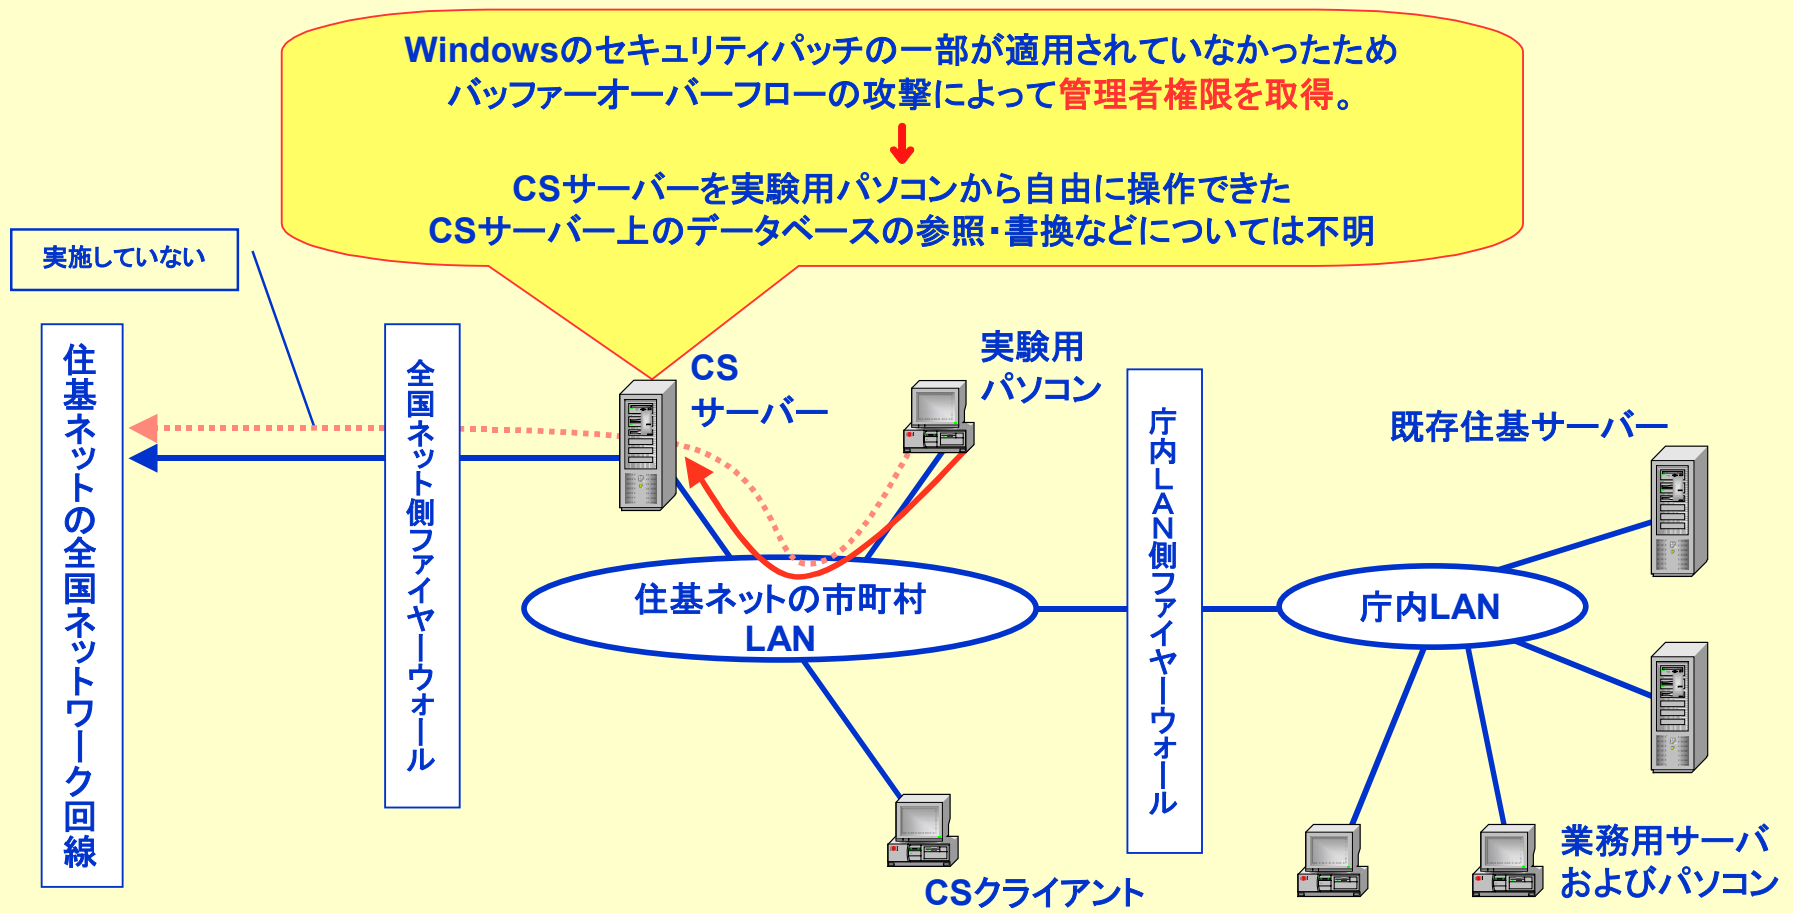 Windowsのセキュリティパッチの一部が適用されていなかったため
バッファーオーバーフローの攻撃によって管理者権限を取得。
CSサーバーを実験用パソコンから自由に操作できた
CSサーバー上のデータベースの参照・書換などについては不明
実施していない
住基ネットの全国ネットワーク回線
全国ネット側ファイヤーウォール
CS
サーバー
実験用
パソコン
庁内LAN側ファイヤーウォール
既存住基サーバー
住基ネットの市町村
LAN
庁内LAN
CSクライアント
業務用サーバ
およびパソコン